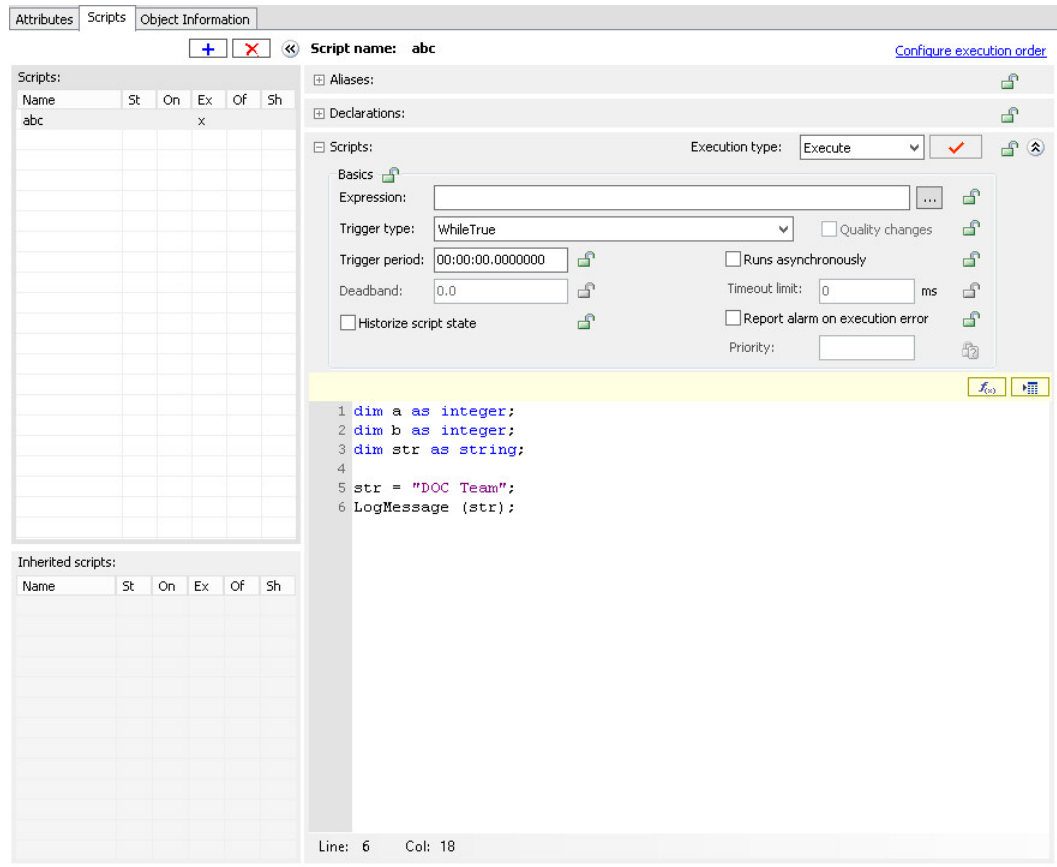 Attributes Scripts Object Information
Script name: abc Configure execution order
Scripts:
Name St On Ex Of Sh
abc x
Aliases:
Declarations:
Scripts: Execution type: Execute
Basics
Expression: ...
Trigger type: WhileTrue Quality changes
Trigger period: 00:00:00.0000000 Runs asynchronously
Deadband: 0.0 Timeout limit: 0 ms
Historize script state Report alarm on execution error
Priority:
f(x)
1 dim a as integer;
2 dim b as integer;
3 dim str as string;
4
5 str = "DOC Team";
6 LogMessage (str);
Inherited scripts:
Name St On Ex Of Sh
Line: 6 Col: 18